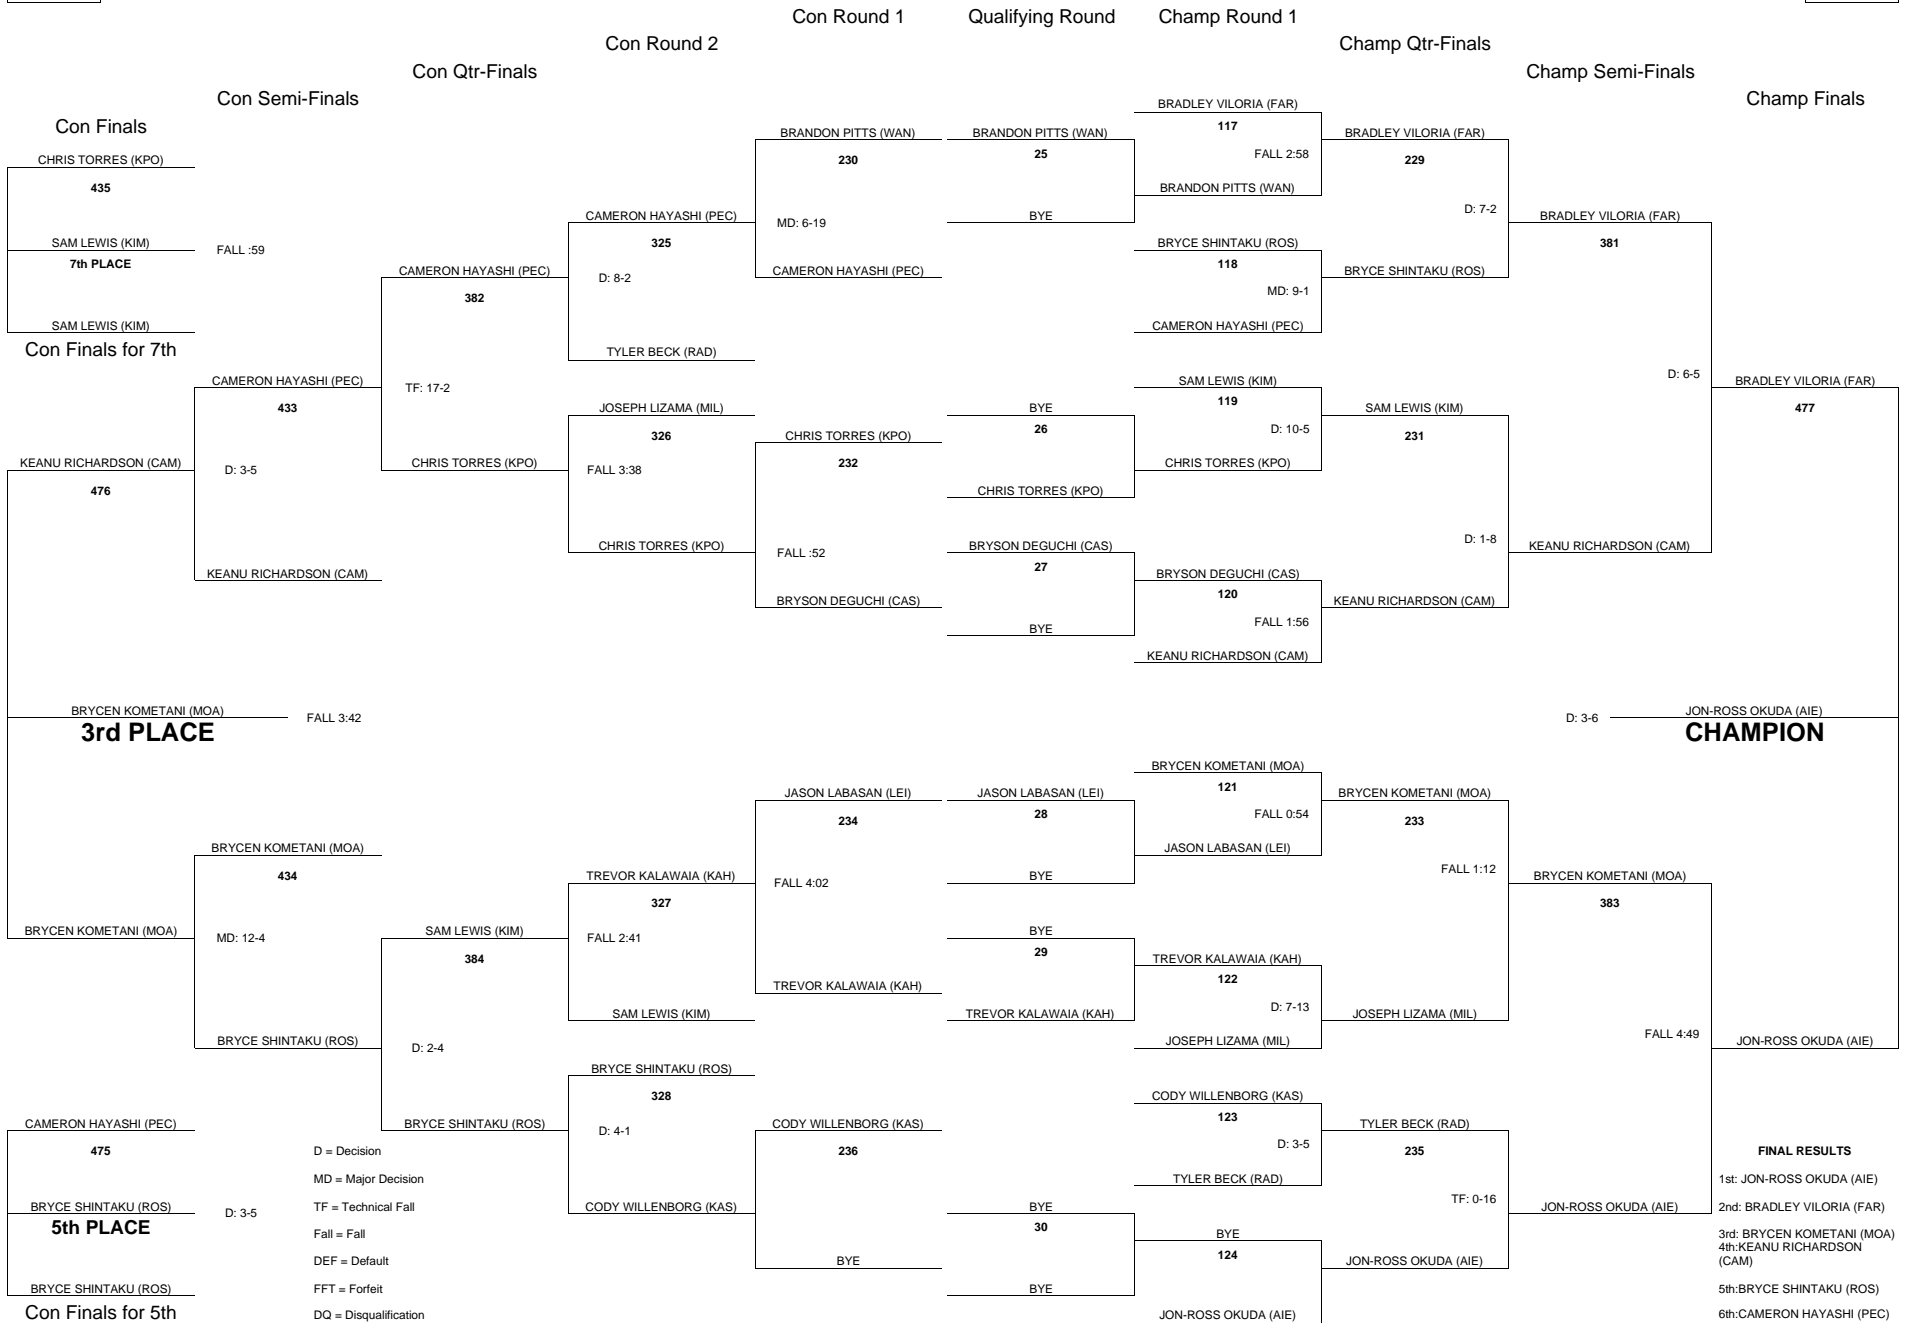 Con Round 1
Qualifying Round
Champ Round 1
Con Round 2
Champ Qtr-Finals
Con Qtr-Finals
Champ Semi-Finals
Con Semi-Finals
Champ Finals
Con Finals
CHRIS TORRES (KPO)
435
SAM LEWIS (KIM)
FALL :59
7th PLACE
SAM LEWIS (KIM)
Con Finals for 7th
KEANU RICHARDSON (CAM)
476
BRYCEN KOMETANI (MOA)
FALL 3:42
3rd PLACE
BRYCEN KOMETANI (MOA)
CAMERON HAYASHI (PEC)
475
BRYCE SHINTAKU (ROS)
D: 3-5
5th PLACE
BRYCE SHINTAKU (ROS)
Con Finals for 5th
CAMERON HAYASHI (PEC)
433
D: 3-5
KEANU RICHARDSON (CAM)
BRYCEN KOMETANI (MOA)
434
MD: 12-4
BRYCE SHINTAKU (ROS)
D = Decision
MD = Major Decision
TF = Technical Fall
Fall = Fall
DEF = Default
FFT = Forfeit
DQ = Disqualification
CAMERON HAYASHI (PEC)
382
TF: 17-2
CHRIS TORRES (KPO)
SAM LEWIS (KIM)
384
D: 2-4
BRYCE SHINTAKU (ROS)
CAMERON HAYASHI (PEC)
325
D: 8-2
TYLER BECK (RAD)
JOSEPH LIZAMA (MIL)
326
FALL 3:38
CHRIS TORRES (KPO)
TREVOR KALAWAIA (KAH)
327
FALL 2:41
SAM LEWIS (KIM)
BRYCE SHINTAKU (ROS)
328
D: 4-1
CODY WILLENBORG (KAS)
BRANDON PITTS (WAN)
230
MD: 6-19
CAMERON HAYASHI (PEC)
CHRIS TORRES (KPO)
232
FALL :52
BRYSON DEGUCHI (CAS)
JASON LABASAN (LEI)
234
FALL 4:02
TREVOR KALAWAIA (KAH)
CODY WILLENBORG (KAS)
236
BYE
BRANDON PITTS (WAN)
25
BYE
BYE
26
CHRIS TORRES (KPO)
BRYSON DEGUCHI (CAS)
27
BYE
JASON LABASAN (LEI)
28
BYE
BYE
29
TREVOR KALAWAIA (KAH)
BYE
30
BYE
BRADLEY VILORIA (FAR)
117
FALL 2:58
BRANDON PITTS (WAN)
BRYCE SHINTAKU (ROS)
118
MD: 9-1
CAMERON HAYASHI (PEC)
SAM LEWIS (KIM)
119
D: 10-5
CHRIS TORRES (KPO)
BRYSON DEGUCHI (CAS)
120
FALL 1:56
KEANU RICHARDSON (CAM)
BRYCEN KOMETANI (MOA)
121
FALL 0:54
JASON LABASAN (LEI)
TREVOR KALAWAIA (KAH)
122
D: 7-13
JOSEPH LIZAMA (MIL)
CODY WILLENBORG (KAS)
123
D: 3-5
TYLER BECK (RAD)
BYE
124
JON-ROSS OKUDA (AIE)
BRADLEY VILORIA (FAR)
229
D: 7-2
BRYCE SHINTAKU (ROS)
SAM LEWIS (KIM)
231
D: 1-8
KEANU RICHARDSON (CAM)
BRYCEN KOMETANI (MOA)
233
FALL 1:12
JOSEPH LIZAMA (MIL)
TYLER BECK (RAD)
235
TF: 0-16
JON-ROSS OKUDA (AIE)
BRADLEY VILORIA (FAR)
381
D: 6-5
KEANU RICHARDSON (CAM)
BRYCEN KOMETANI (MOA)
383
FALL 4:49
JON-ROSS OKUDA (AIE)
BRADLEY VILORIA (FAR)
477
D: 3-6
JON-ROSS OKUDA (AIE)
CHAMPION
JON-ROSS OKUDA (AIE)
FINAL RESULTS
1st: JON-ROSS OKUDA (AIE)
2nd: BRADLEY VILORIA (FAR)
3rd: BRYCEN KOMETANI (MOA)
4th:KEANU RICHARDSON
(CAM)
5th:BRYCE SHINTAKU (ROS)
6th:CAMERON HAYASHI (PEC)